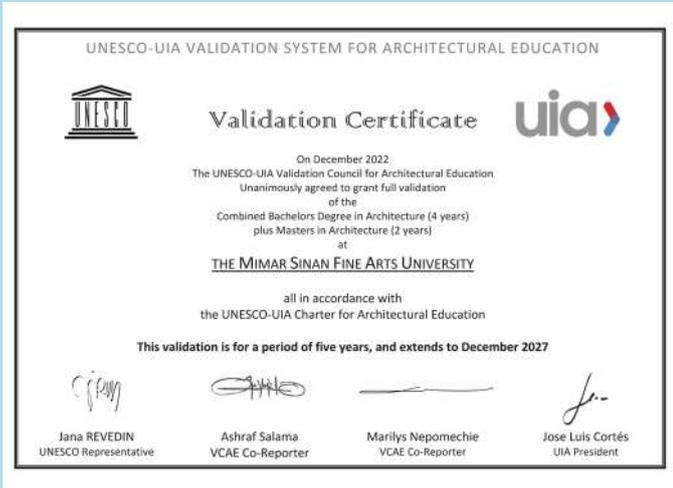 UNESCO-UIA VALIDATION SYSTEM FOR ARCHITECTURAL EDUCATION
UNESCO
Validation Certificate
uia
On December 2022
The UNESCO-UIA Validation Council for Architectural Education
Unanimously agreed to grant full validation
of the
Combined Bachelors Degree in Architecture (4 years)
plus Masters in Architecture (2 years)
at
THE MIMAR SINAN FINE ARTS UNIVERSITY
all in accordance with
the UNESCO-UIA Charter for Architectural Education
This validation is for a period of five years, and extends to December 2027
Jana REVEDIN
UNESCO Representative
Ashraf Salama
VCAE Co-Reporter
Marilys Nepomechie
VCAE Co-Reporter
Jose Luis Cortés
UIA President